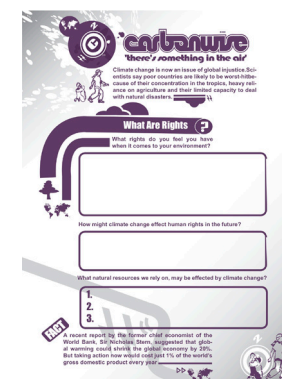 carbonwise
'there's something in the air'
Climate change is now an issue of global injustice.Sci-
entists say poor countries are likely to be worst-hitbe-
cause of their concentration in the tropics, heavy reli-
ance on agriculture and their limited capacity to deal
with natural disasters.
What Are Rights ?
What rights do you feel you have
when it comes to your environment?
How might climate change effect human rights in the future?
What natural resources we rely on, may be effected by climate change?
1.
2.
3.
FACT
A recent report by the former chief economist of the
World Bank, Sir Nicholas Stern, suggested that glob-
al warming could shrink the global economy by 20%.
But taking action now would cost just 1% of the world's
gross domestic product every year